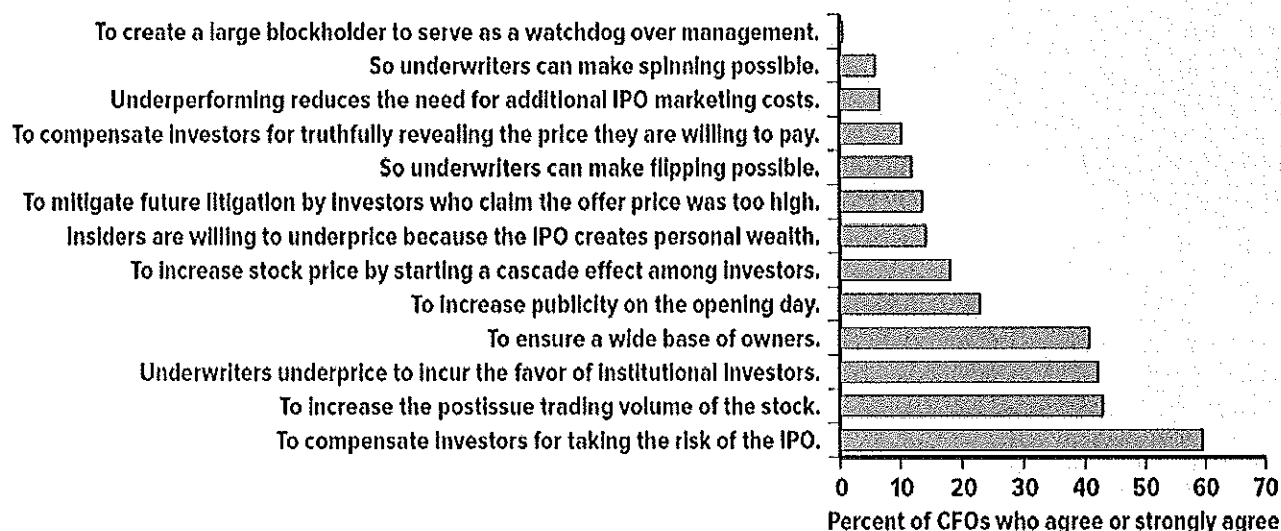 To create a large blockholder to serve as a watchdog over management.
So underwriters can make spinning possible.
Underperforming reduces the need for additional IPO marketing costs.
To compensate investors for truthfully revealing the price they are willing to pay.
So underwriters can make flipping possible.
To mitigate future litigation by investors who claim the offer price was too high.
Insiders are willing to underprice because the IPO creates personal wealth.
To increase stock price by starting a cascade effect among investors.
To increase publicity on the opening day.
To ensure a wide base of owners.
Underwriters underprice to incur the favor of institutional investors.
To increase the postissue trading volume of the stock.
To compensate investors for taking the risk of the IPO.
0 10 20 30 40 50 60 70
Percent of CFOs who agree or strongly agree